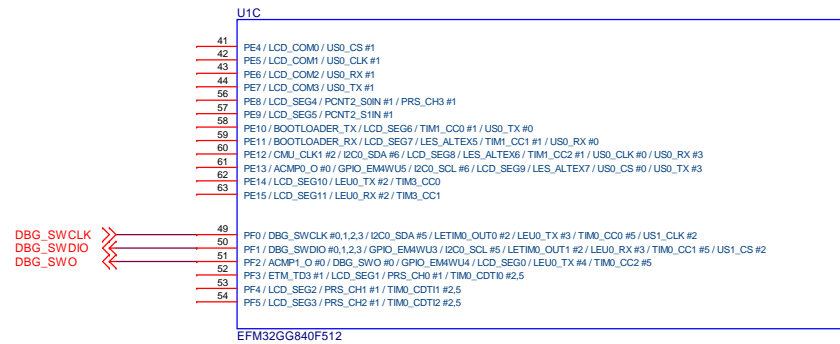 U1C
41 PE4 / LCD_COM0 / US0_CS #1
42 PE5 / LCD_COM1 / US0_CLK #1
43 PE6 / LCD_COM2 / US0_RX #1
44 PE7 / LCD_COM3 / US0_TX #1
56 PE8 / LCD_SEG4 / PCNT2_S0IN #1 / PRS_CH3 #1
57 PE9 / LCD_SEG5 / PCNT2_S1IN #1
58 PE10 / BOOTLOADER_TX / LCD_SEG6 / TIM1_CC0 #1 / US0_TX #0
59 PE11 / BOOTLOADER_RX / LCD_SEG7 / LES_ALTEX5 / TIM1_CC1 #1 / US0_RX #0
60 PE12 / CMU_CLK1 #2 / I2C0_SDA #6 / LCD_SEG8 / LES_ALTEX6 / TIM1_CC2 #1 / US0_CLK #0 / US0_RX #3
61 PE13 / ACMP0_O #0 / GPIO_EM4WU5 / I2C0_SCL #6 / LCD_SEG9 / LES_ALTEX7 / US0_CS #0 / US0_TX #3
62 PE14 / LCD_SEG10 / LEU0_TX #2 / TIM3_CC0
63 PE15 / LCD_SEG11 / LEU0_RX #2 / TIM3_CC1
DBG_SWCLK 49 PF0 / DBG_SWCLK #0,1,2,3 / I2C0_SDA #5 / LETIM0_OUT0 #2 / LEU0_TX #3 / TIM0_CC0 #5 / US1_CLK #2
DBG_SWDIO 50 PF1 / DBG_SWDIO #0,1,2,3 / GPIO_EM4WU3 / I2C0_SCL #5 / LETIM0_OUT1 #2 / LEU0_RX #3 / TIM0_CC1 #5 / US1_CS #2
DBG_SWO 51 PF2 / ACMP1_O #0 / DBG_SWO #0 / GPIO_EM4WU4 / LCD_SEG0 / LEU0_TX #4 / TIM0_CC2 #5
52 PF3 / ETM_TD3 #1 / LCD_SEG1 / PRS_CH0 #1 / TIM0_CDTI0 #2,5
53 PF4 / LCD_SEG2 / PRS_CH1 #1 / TIM0_CDTI1 #2,5
54 PF5 / LCD_SEG3 / PRS_CH2 #1 / TIM0_CDTI2 #2,5
EFM32GG840F512